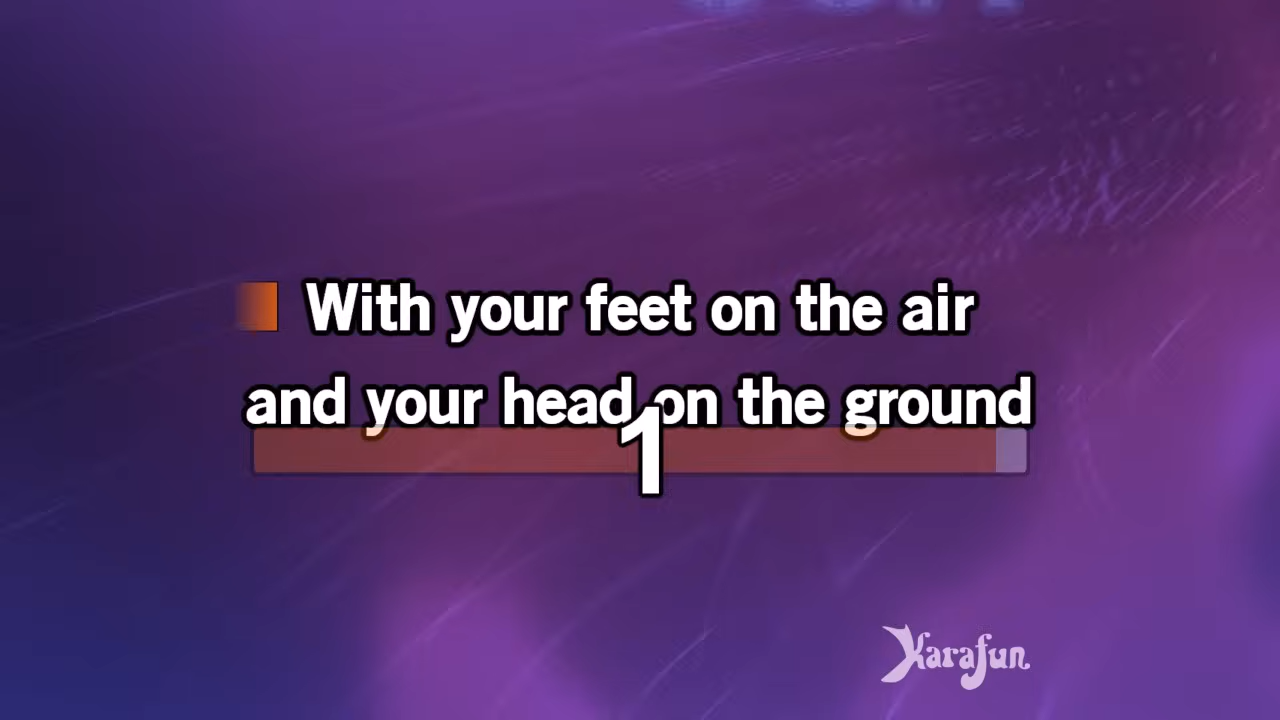 With your feet on the air
and your head on the ground
1
Karafun